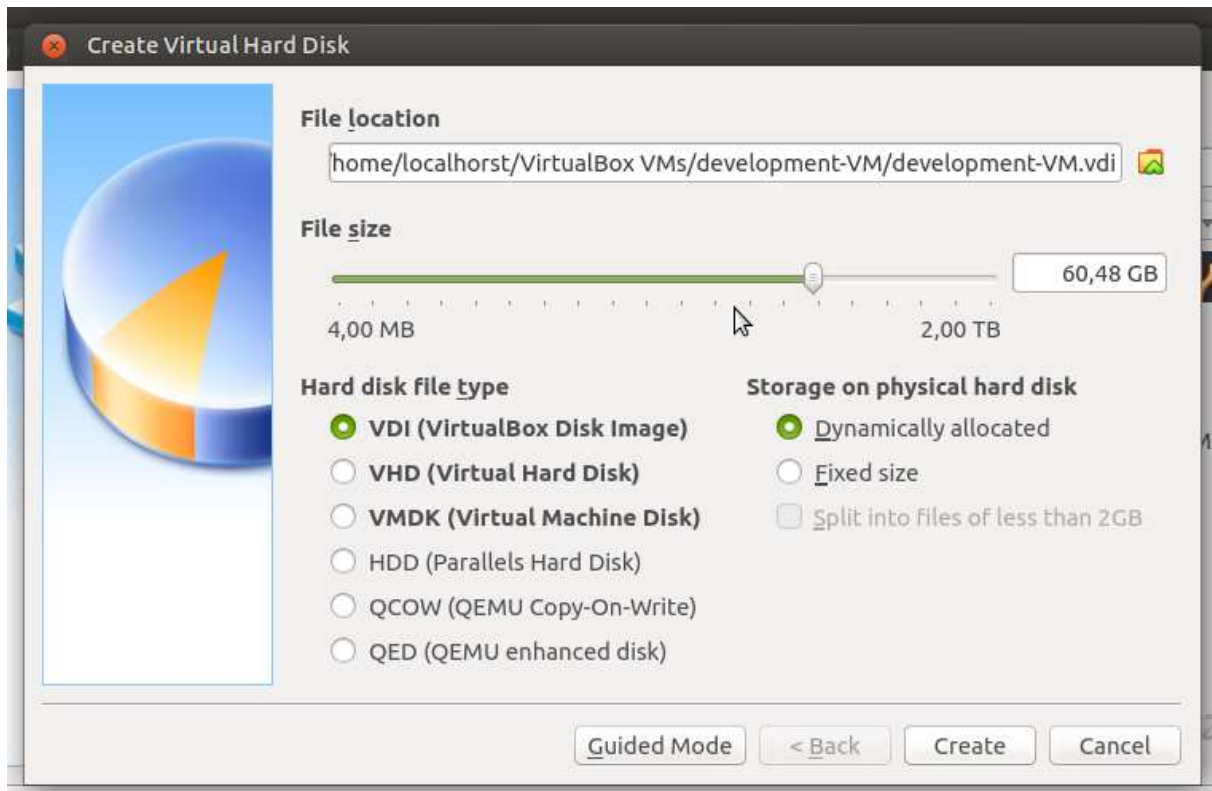 Create Virtual Hard Disk
File location
home/localhorst/VirtualBox VMs/development-VM/development-VM.vdi
File size
60,48 GB
4,00 MB
2,00 TB
Hard disk file type
Storage on physical hard disk
VDI (VirtualBox Disk Image)
Dynamically allocated
VHD (Virtual Hard Disk)
Fixed size
VMDK (Virtual Machine Disk)
Split into files of less than 2GB
HDD (Parallels Hard Disk)
QCOW (QEMU Copy-On-Write)
QED (QEMU enhanced disk)
Guided Mode
< Back
Create
Cancel